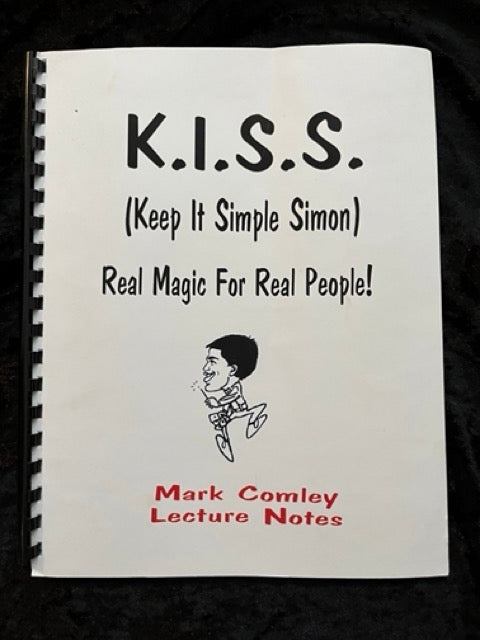 K.I.S.S.
(Keep It Simple Simon)
Real Magic For Real People!
Mark Comley
Lecture Notes